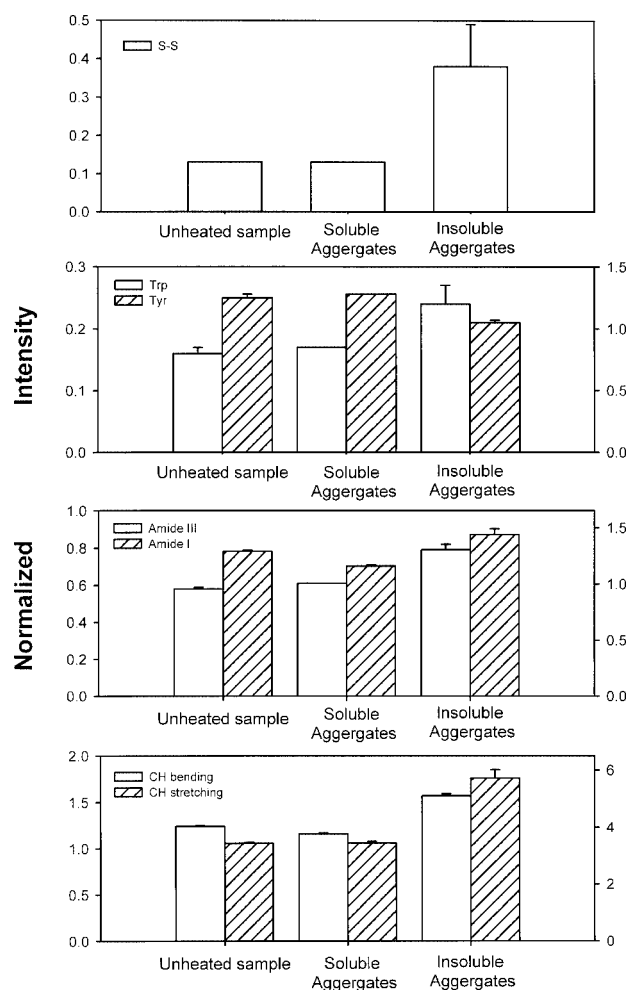 0.5
S-S
0.4
0.3
0.2
0.1
0.0
Unheated sample
Soluble
Aggergates
Insoluble
Aggergates
Intensity
Normalized
0.3
Trp
Tyr
0.2
0.1
0.0
1.5
1.0
0.5
0.0
Unheated sample
Soluble
Aggergates
Insoluble
Aggergates
1.0
Amide III
Amide I
0.8
0.6
0.4
0.2
0.0
1.5
1.0
0.5
0.0
Unheated sample
Soluble
Aggergates
Insoluble
Aggergates
2.0
CH bending
CH stretching
1.5
1.0
0.5
0.0
6
4
2
0
Unheated sample
Soluble
Aggergates
Insoluble
Aggergates